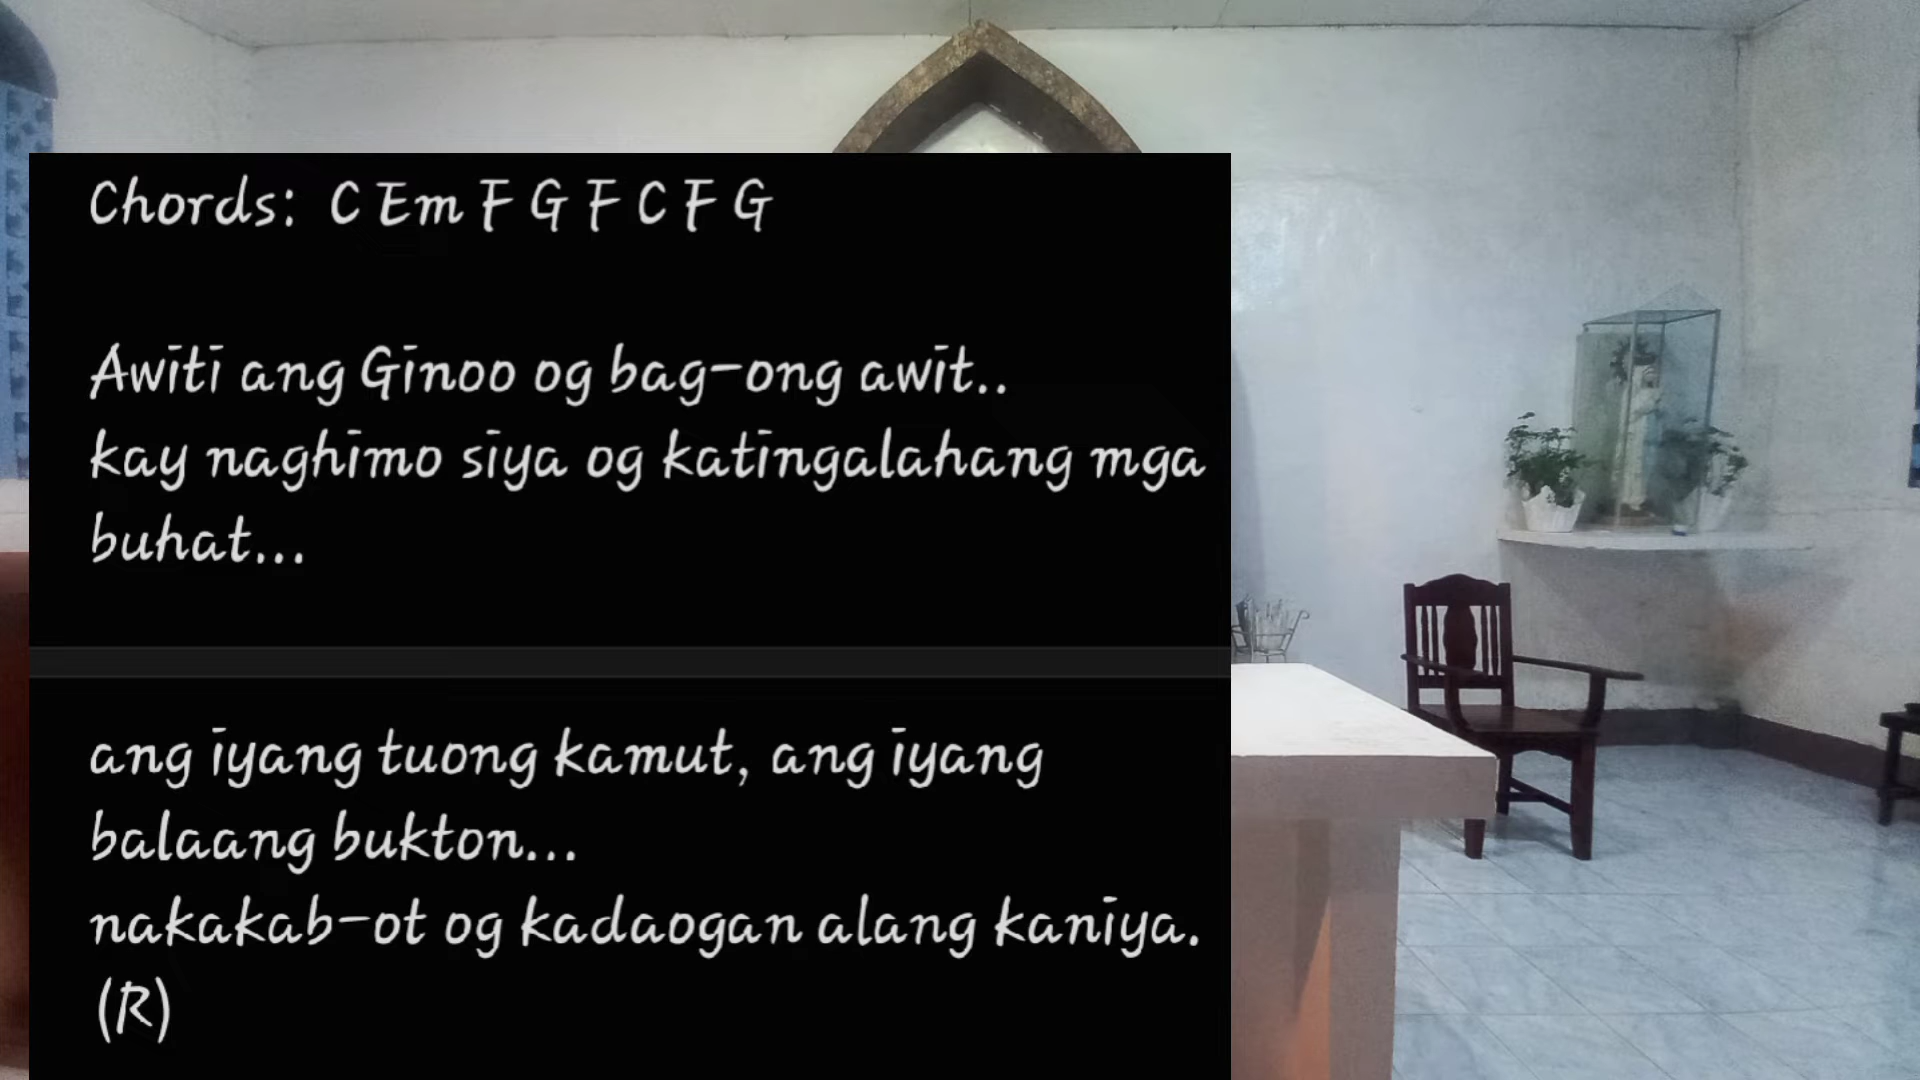 Chords: C Em F G F C F G
Awiti ang Ginoo og bag-ong awit..
kay naghimo siya og katingalahang mga
buhat...
ang iyang tuong kamut, ang iyang
balaang bukton...
nakakab-ot og kadaogan alang kaniya.
(R)